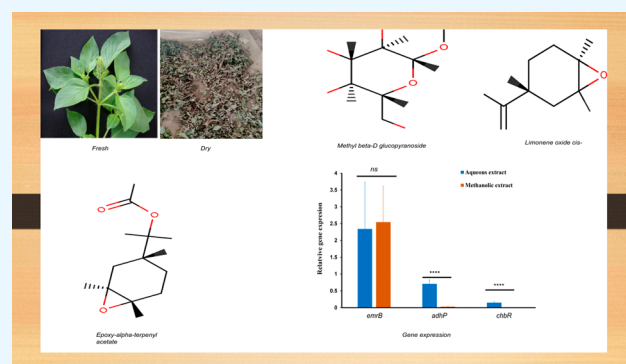 Fresh
Dry
O
O
Methyl beta-D glucopyranoside
O
Limonene oxide cis-
O
O
O
Epoxy-alpha-terpenyl
acetate
Aqueous extract
Methanolic extract
Relatvive gene expression
4
3.5
3
2.5
2
1.5
1
0.5
0
ns
****
****
emrB
adhP
chbR
Gene expression